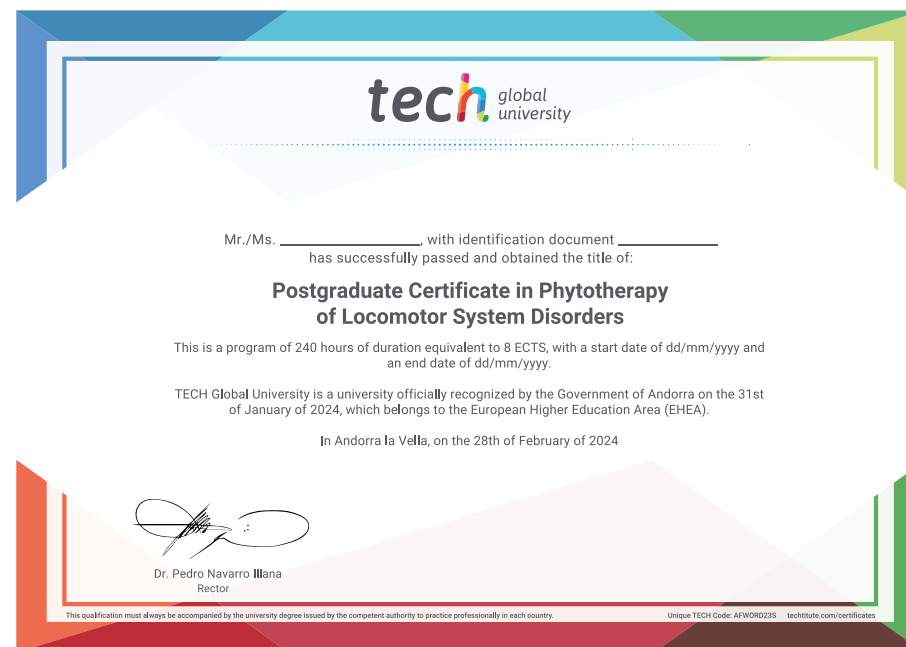 tech global
university
Mr./Ms. ____________, with identification document ____________
has successfully passed and obtained the title of:
Postgraduate Certificate in Phytotherapy
of Locomotor System Disorders
This is a program of 240 hours of duration equivalent to 8 ECTS, with a start date of dd/mm/yyyy and
an end date of dd/mm/yyyy.
TECH Global University is a university officially recognized by the Government of Andorra on the 31st
of January of 2024, which belongs to the European Higher Education Area (EHEA).
In Andorra la Vella, on the 28th of February of 2024
Dr. Pedro Navarro Illana
Rector
This qualification must always be accompanied by the university degree issued by the competent authority to practice professionally in each country.
Unique TECH Code: AFWORD23S techtitute.com/certificates